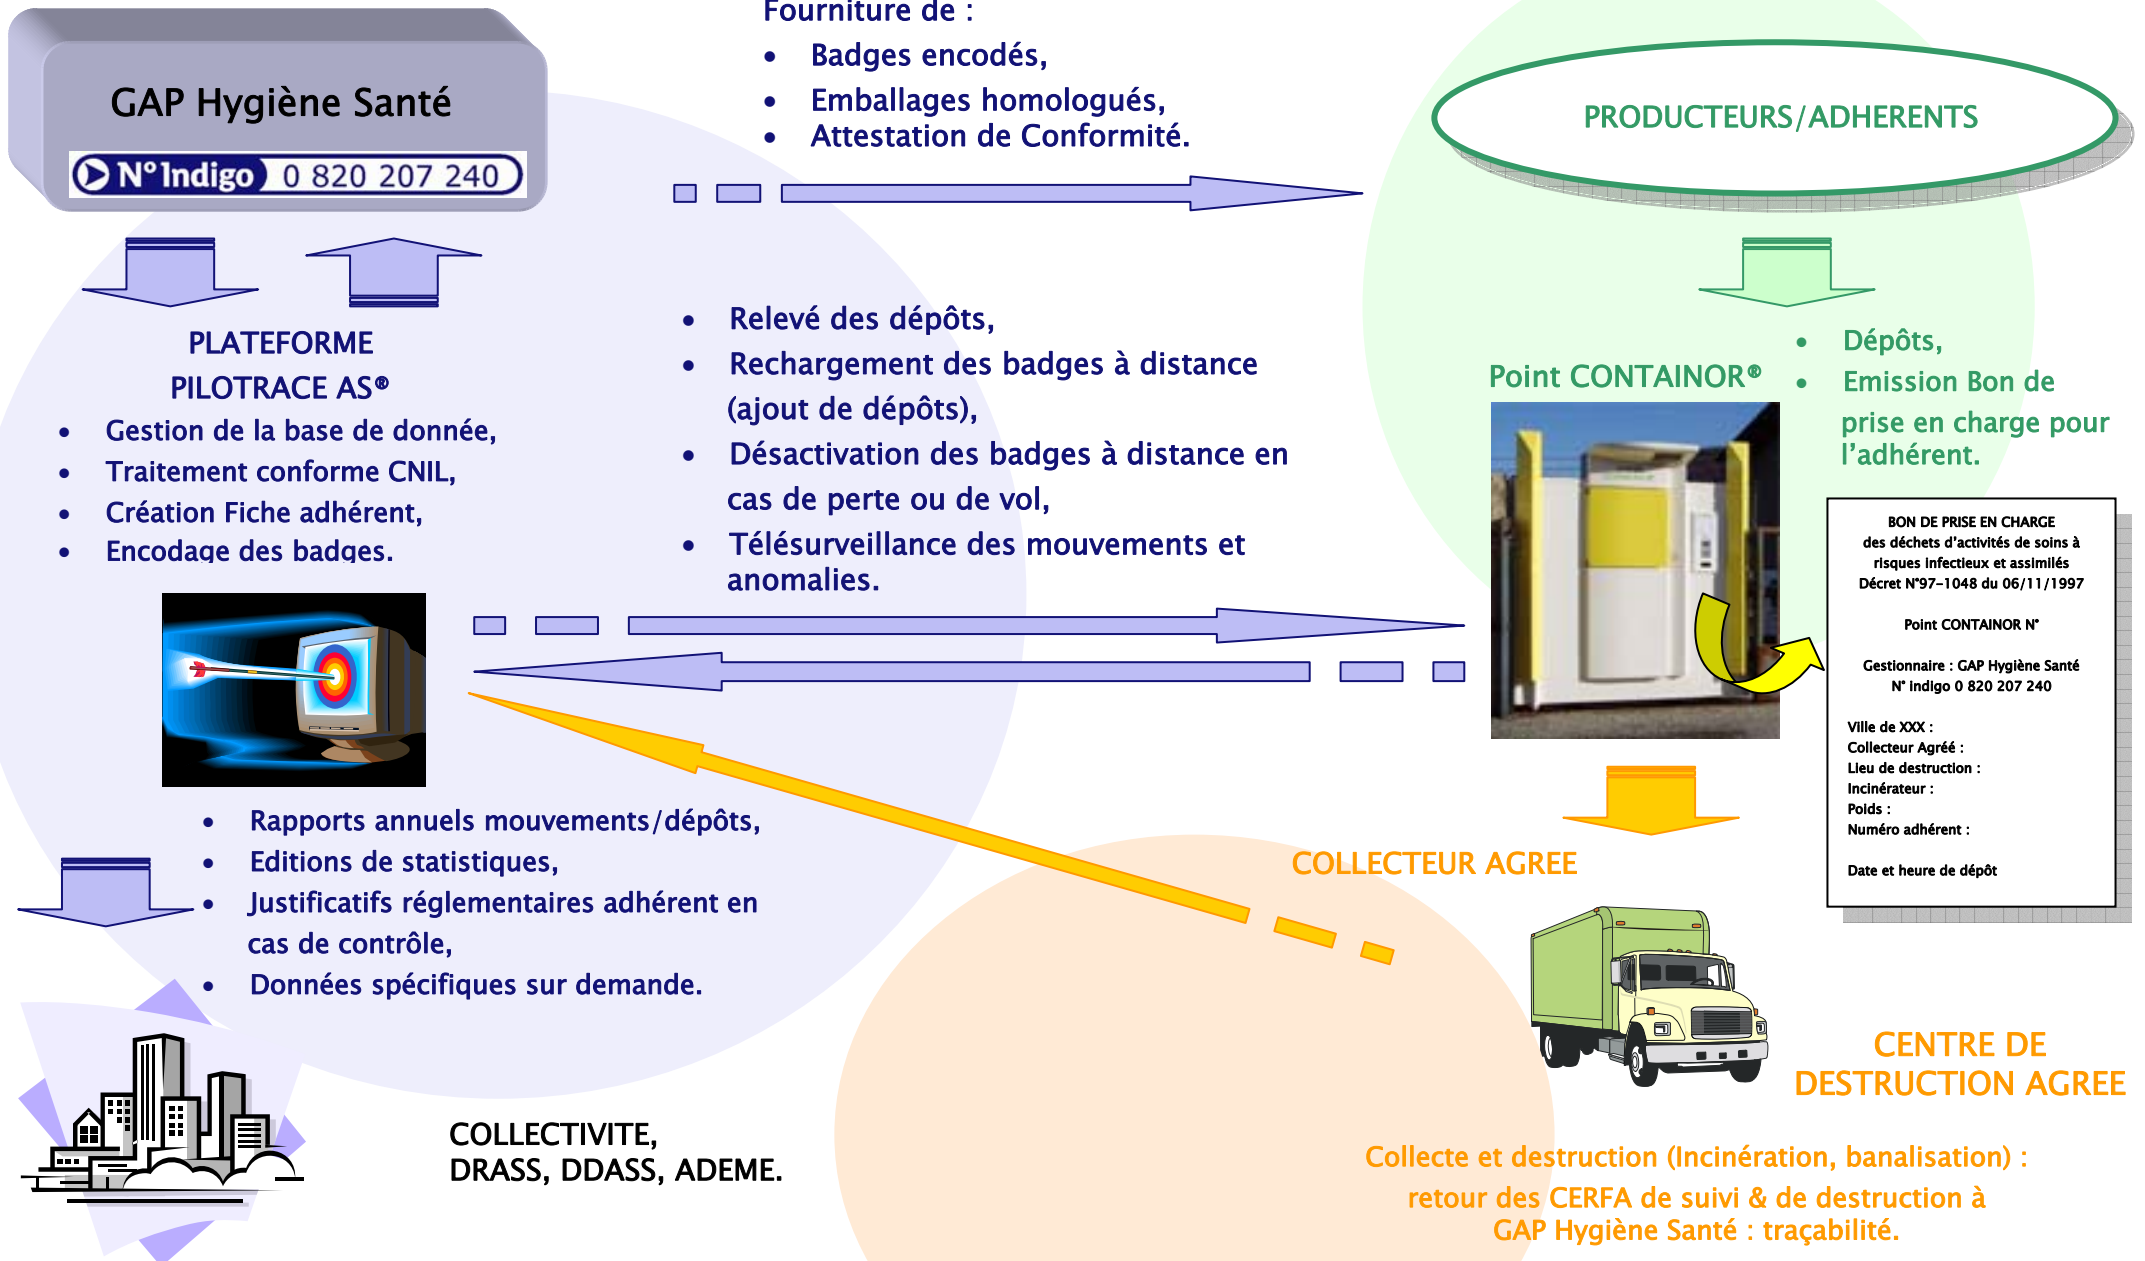 GAP Hygiène Santé
N° Indigo 0 820 207 240
Fourniture de :
• Badges encodés,
• Emballages homologués,
• Attestation de Conformité.
PRODUCTEURS/ADHERENTS
PLATEFORME
PILOTRACE AS®
• Gestion de la base de donnée,
• Traitement conforme CNIL,
• Création Fiche adhérent,
• Encodage des badges.
• Relevé des dépôts,
• Rechargement des badges à distance
(ajout de dépôts),
• Désactivation des badges à distance en
cas de perte ou de vol,
• Télésurveillance des mouvements et
anomalies.
Point CONTAINOR®
• Dépôts,
• Emission Bon de
prise en charge pour
l’adhérent.
BON DE PRISE EN CHARGE
des déchets d’activités de soins à
risques infectieux et assimilés
Décret N°97-1048 du 06/11/1997
Point CONTAINOR N°
Gestionnaire : GAP Hygiène Santé
N° indigo 0 820 207 240
Ville de XXX :
Collecteur Agréé :
Lieu de destruction :
Incinérateur :
Poids :
Numéro adhérent :
Date et heure de dépôt
• Rapports annuels mouvements/dépôts,
• Editions de statistiques,
• Justificatifs réglementaires adhérent en
cas de contrôle,
• Données spécifiques sur demande.
COLLECTEUR AGREE
CENTRE DE
DESTRUCTION AGREE
COLLECTIVITE,
DRASS, DDASS, ADEME.
Collecte et destruction (Incinération, banalisation) :
retour des CERFA de suivi & de destruction à
GAP Hygiène Santé : traçabilité.